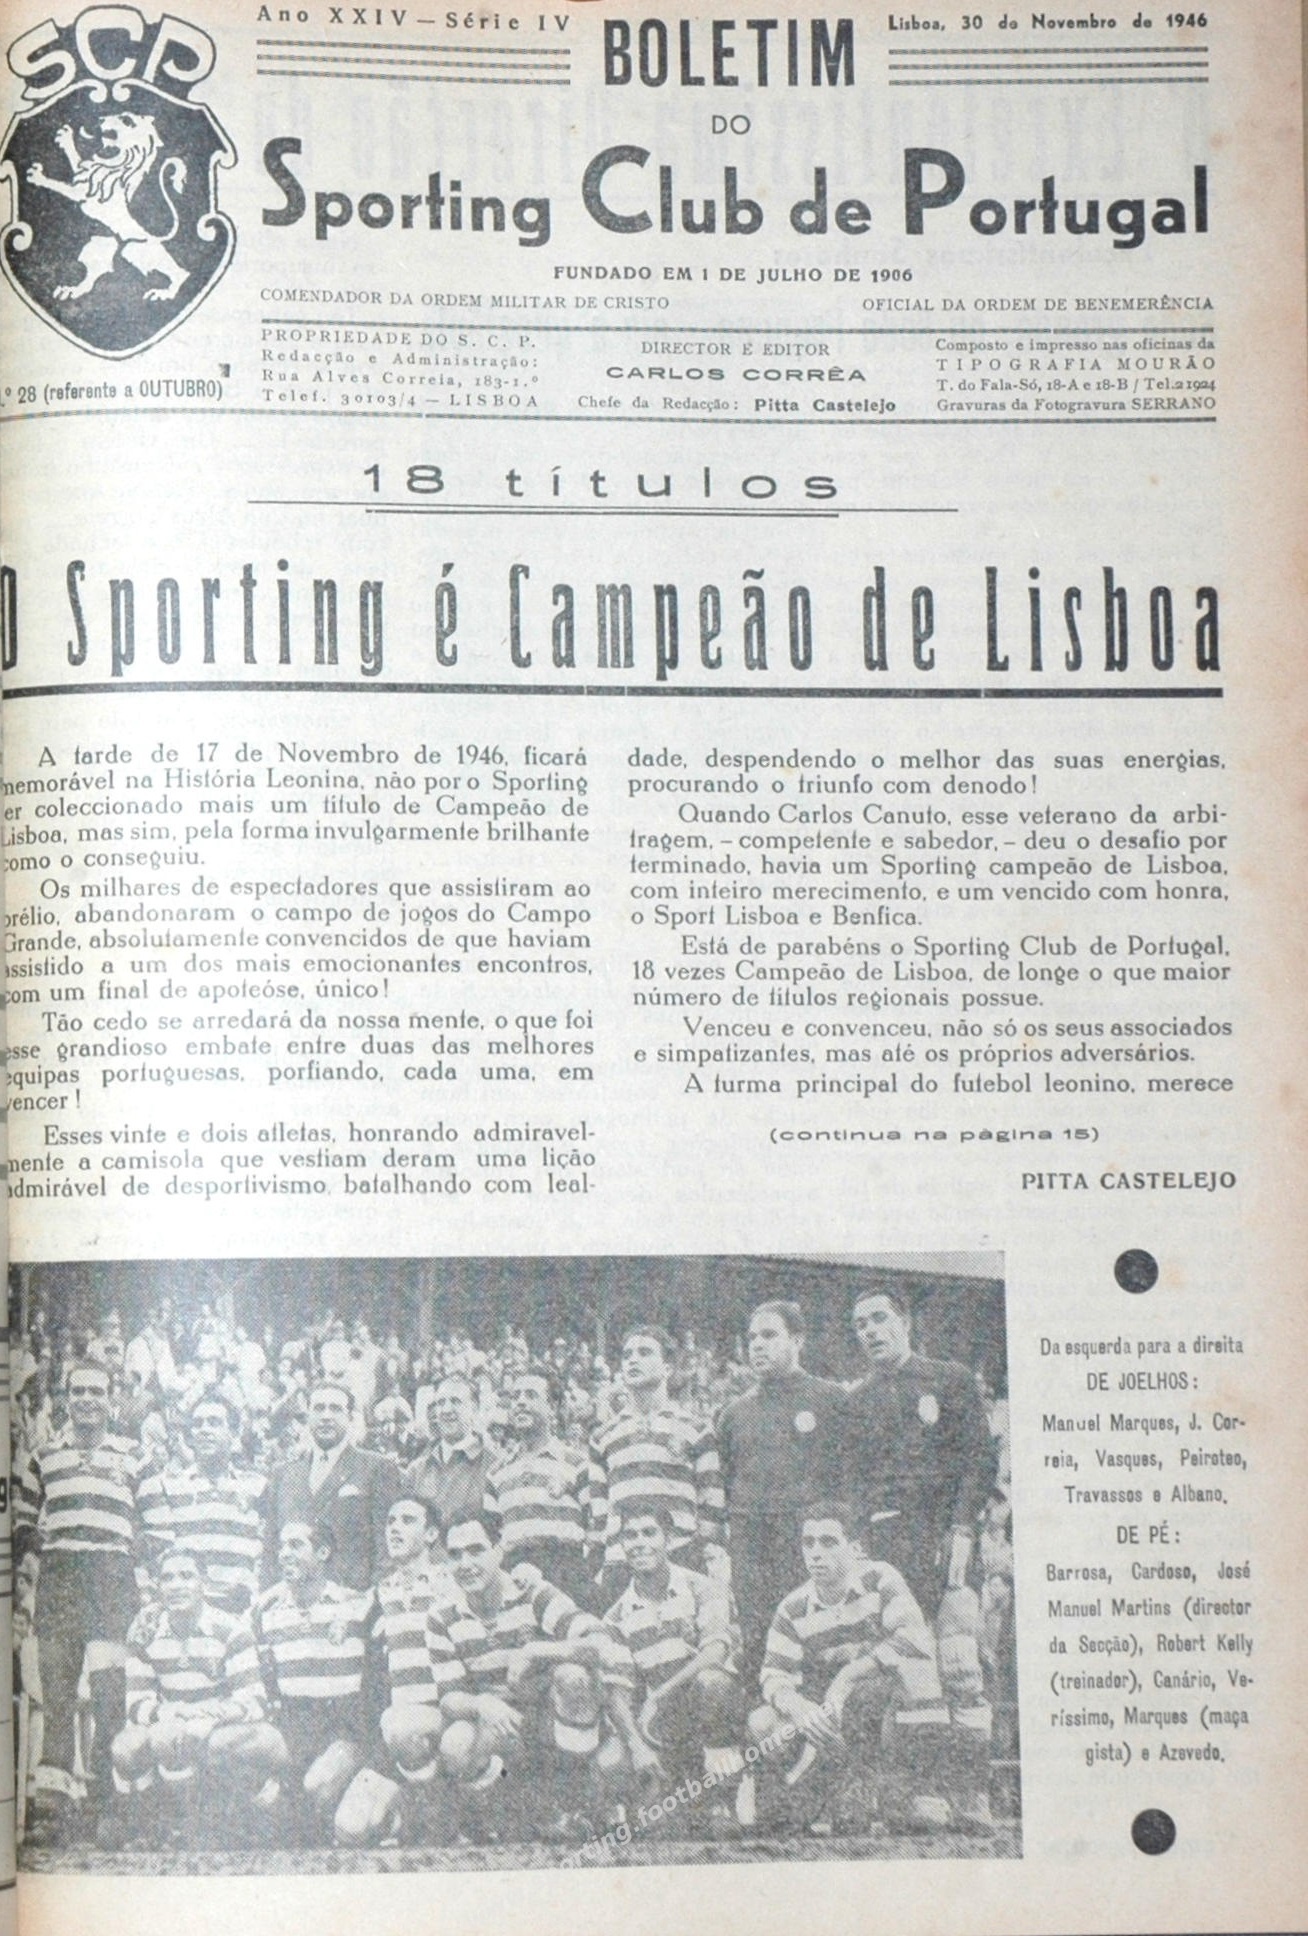 Ano XXIV — Série IV
BOLETIM
Lisboa, 30 de Novembro de 1946
SCP
DO
Sporting Club de Portugal
FUNDADO EM 1 DE JULHO DE 1906
COMENDADOR DA ORDEM MILITAR DE CRISTO
OFICIAL DA ORDEM DE BENEMERÊNCIA
.º 28 (referente a OUTUBRO)
PROPRIEDADE DO S. C. P.
Redacção e Administração:
Rua Alves Correia, 183-1.º
Telef. 30103/4 — LISBOA
DIRECTOR E EDITOR
CARLOS CORRÊA
Chefe da Redacção: Pitta Castelejo
Composto e impresso nas oficinas da
TIPOGRAFIA MOURÃO
T. do Fala-Só, 18-A e 18-B / Tel. 21924
Gravuras da Fotogravura SERRANO
18 títulos
O Sporting é Campeão de Lisboa
A tarde de 17 de Novembro de 1946, ficará
memorável na História Leonina, não por o Sporting
er coleccionado mais um título de Campeão de
Lisboa, mas sim, pela forma invulgarmente brilhante
como o conseguiu.
Os milhares de espectadores que assistiram ao
prélio, abandonaram o campo de jogos do Campo
Grande, absolutamente convencidos de que haviam
assistido a um dos mais emocionantes encontros,
com um final de apoteóse, único!
Tão cedo se arredará da nossa mente, o que foi
esse grandioso embate entre duas das melhores
equipas portuguesas, porfiando, cada uma, em
vencer!
Esses vinte e dois atletas, honrando admiravel-
mente a camisola que vestiam deram uma lição
admirável de desportivismo, batalhando com leal-
dade, despendendo o melhor das suas energias,
procurando o triunfo com denodo!
Quando Carlos Canuto, esse veterano da arbi-
tragem, – competente e sabedor, – deu o desafio por
terminado, havia um Sporting campeão de Lisboa,
com inteiro merecimento, e um vencido com honra,
o Sport Lisboa e Benfica.
Está de parabéns o Sporting Club de Portugal,
18 vezes Campeão de Lisboa, de longe o que maior
número de títulos regionais possue.
Venceu e convenceu, não só os seus associados
e simpatizantes, mas até os próprios adversários.
A turma principal do futebol leonino, merece
(continua na página 15)
PITTA CASTELEJO
Da esquerda para a direita
DE JOELHOS:
Manuel Marques, J. Cor-
reia, Vasques, Peiroteo,
Travassos e Albano.
DE PÉ:
Barrosa, Cardoso, José
Manuel Martins (director
da Secção), Robert Kelly
(treinador), Canário, Ve-
ríssimo, Marques (maça
gista) e Azevedo.